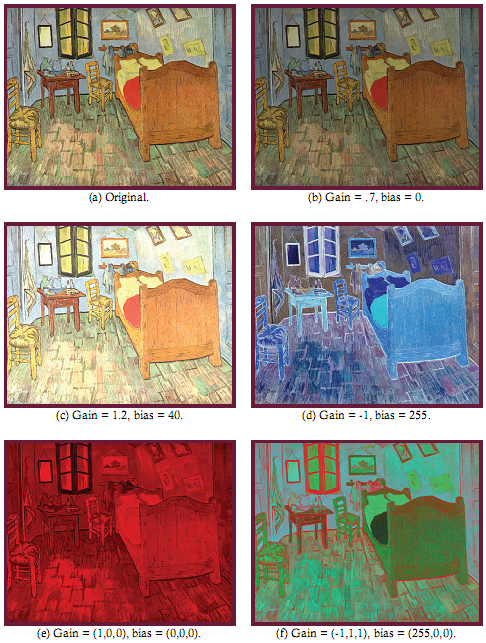 (a) Original.
(b) Gain = .7, bias = 0.
(c) Gain = 1.2, bias = 40.
(d) Gain = -1, bias = 255.
(e) Gain = (1,0,0), bias = (0,0,0).
(f) Gain = (-1,1,1), bias = (255,0,0).